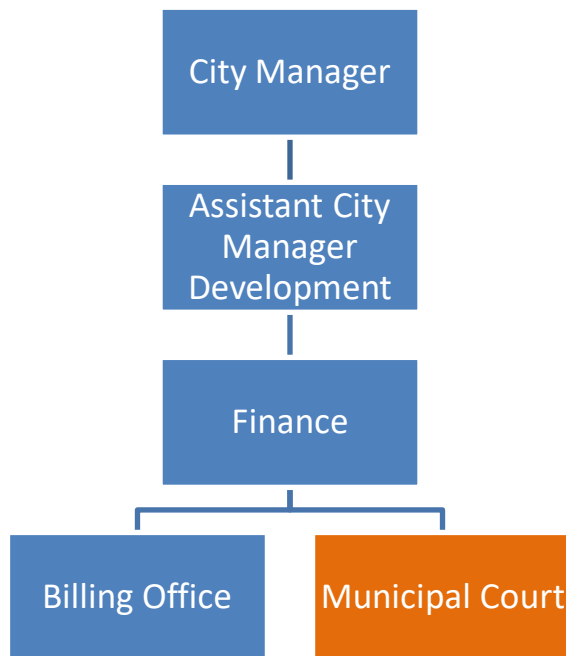 City Manager
Assistant City
Manager
Development
Finance
Billing Office
Municipal Court